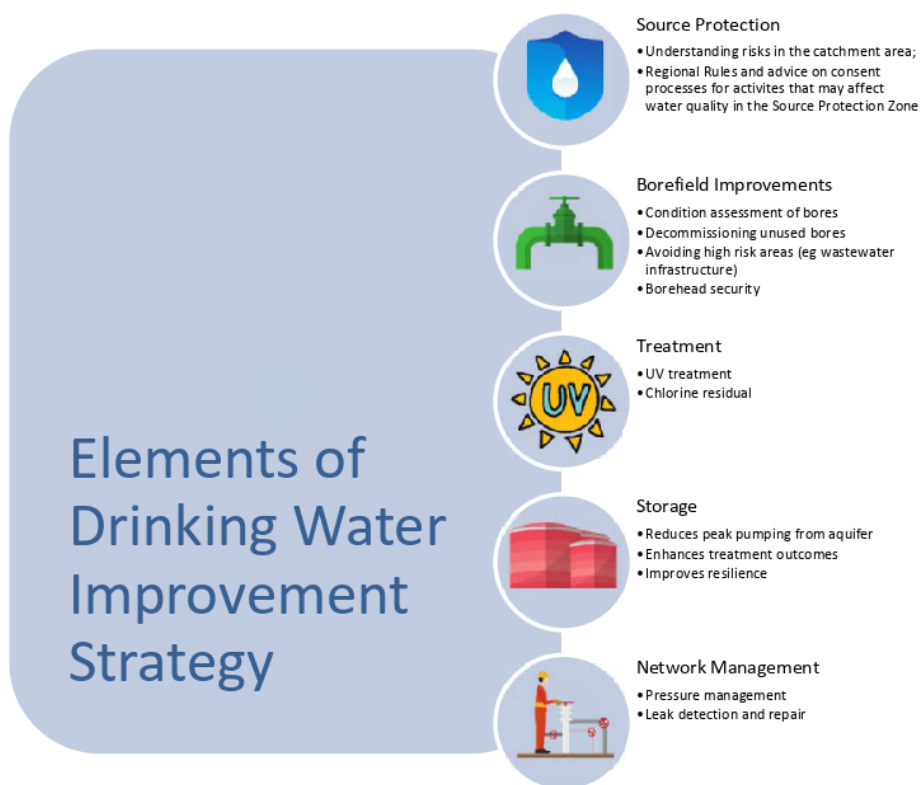 Elements of
Drinking Water
Improvement
Strategy
Source Protection
•Understanding risks in the catchment area;
•Regional Rules and advice on consent
processes for activites that may affect
water quality in the Source Protection Zone
Borefield Improvements
•Condition assessment of bores
•Decommissioning unused bores
•Avoiding high risk areas (eg wastewater
infrastructure)
•Borehead security
Treatment
•UV treatment
•Chlorine residual
UV
Storage
•Reduces peak pumping from aquifer
•Enhances treatment outcomes
•Improves resilience
Network Management
•Pressure management
•Leak detection and repair